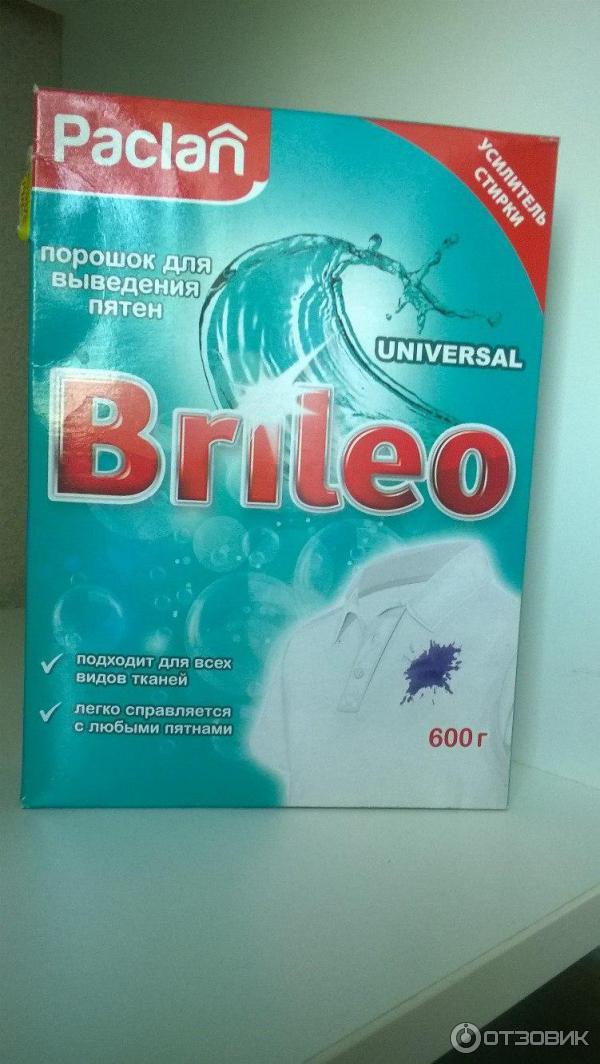 Paclan
УСИЛИТЕЛЬ
СТИРКИ
порошок для
выведения
пятен
UNIVERSAL
Brileo
подходит для всех
видов тканей
легко справляется
с любыми пятнами
600 г
ОТЗОВИК